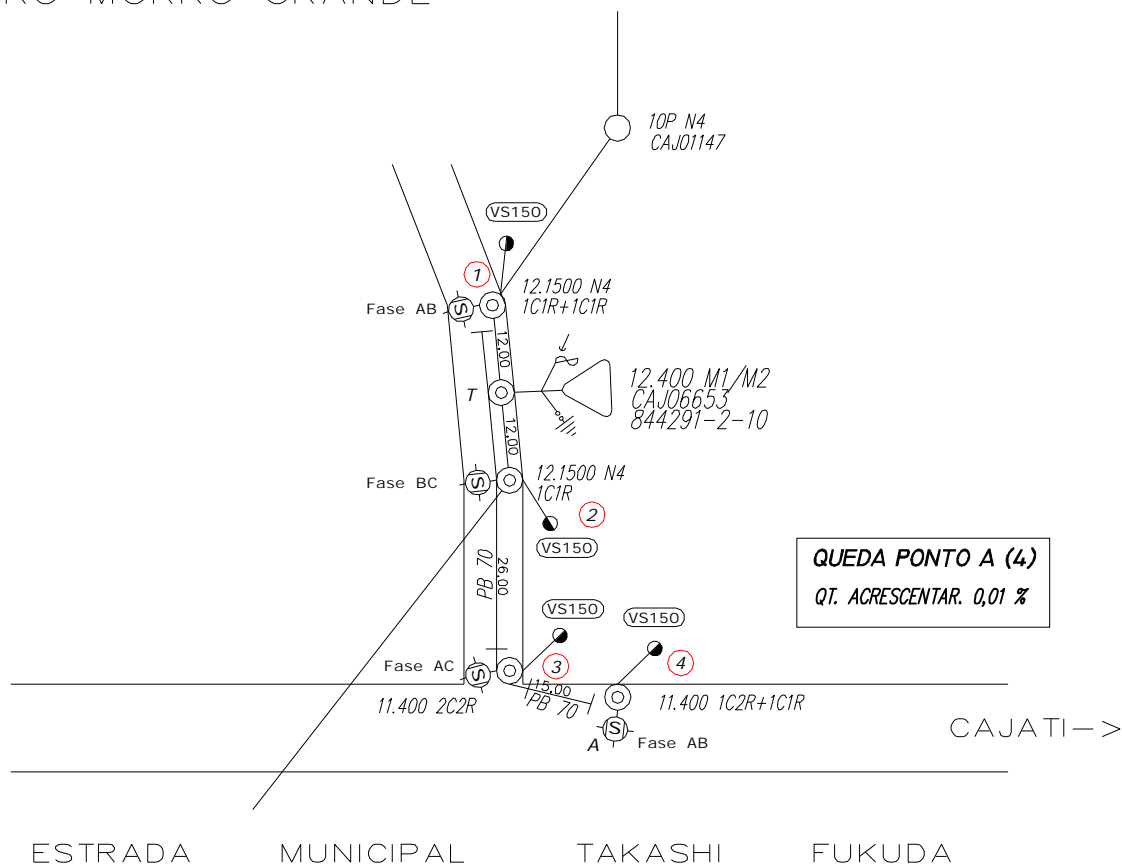 MORRO GRANDE
10P N4
CAJ01147
VS150
1
12.1500 N4
1C1R+1C1R
Fase AB
S
12,00
T
12.400 M1/M2
CAJ06653
844291-2-10
12,00
12.1500 N4
1C1R
Fase BC
S
2
VS150
PB 70
26,00
QUEDA PONTO A (4)
QT. ACRESCENTAR. 0,01 %
VS150
VS150
Fase AC
S
3
4
15,00
PB 70
11.400 2C2R
11.400 1C2R+1C1R
S
A
Fase AB
CAJATI-->
ESTRADA MUNICIPAL TAKASHI FUKUDA